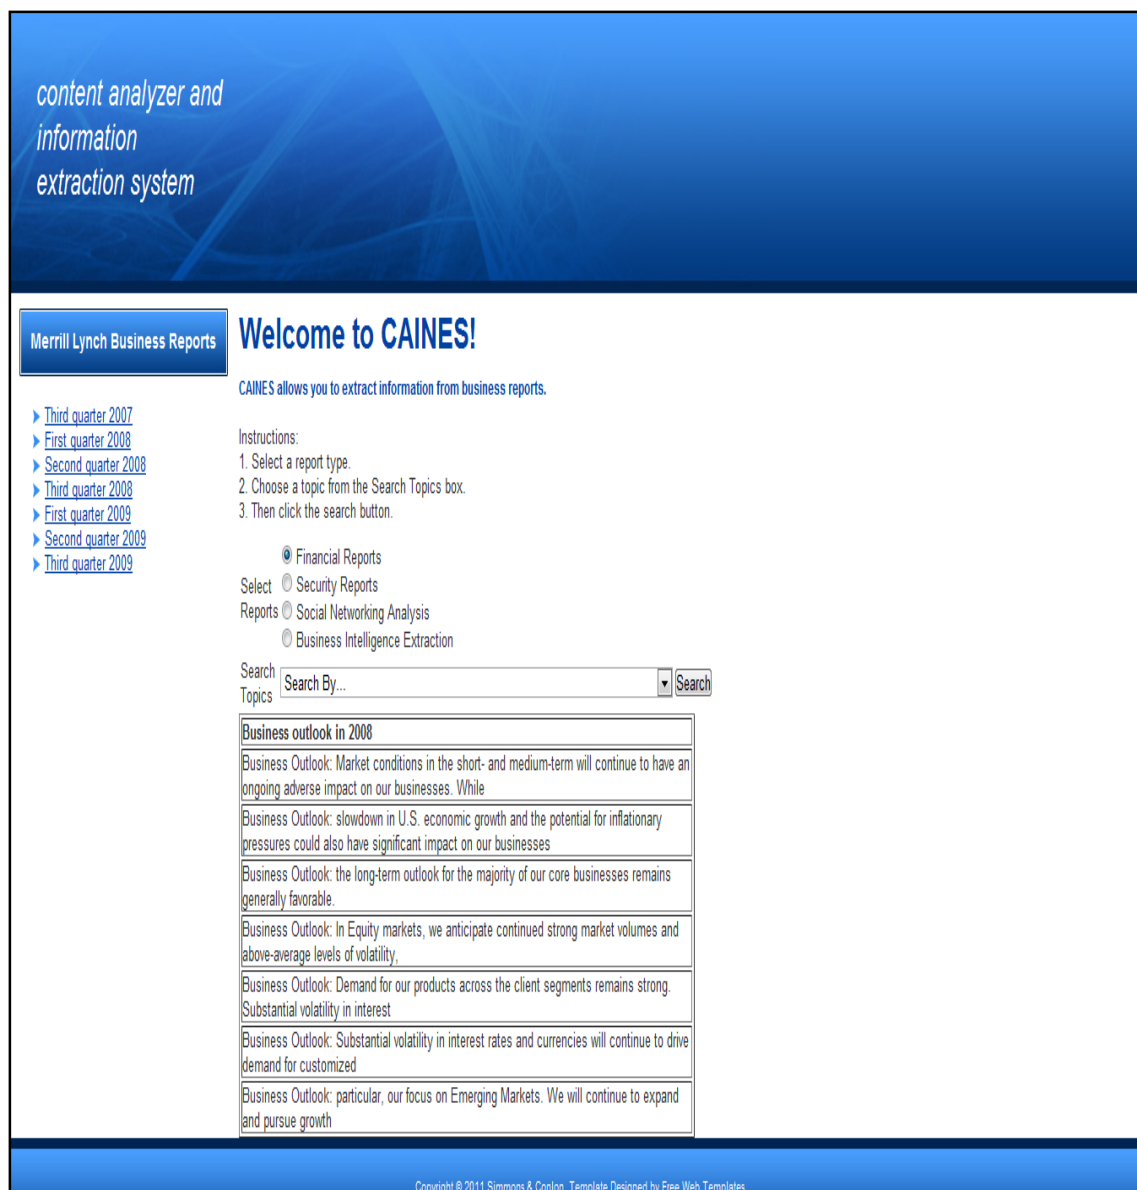 content analyzer and
information
extraction system
Merrill Lynch Business Reports
Third quarter 2007
First quarter 2008
Second quarter 2008
Third quarter 2008
First quarter 2009
Second quarter 2009
Third quarter 2009
Welcome to CAINES!
CAINES allows you to extract information from business reports.
Instructions:
1. Select a report type.
2. Choose a topic from the Search Topics box.
3. Then click the search button.
Select
Reports
Financial Reports
Security Reports
Social Networking Analysis
Business Intelligence Extraction
Search
Topics
Search By...
Search
Business outlook in 2008
Business Outlook: Market conditions in the short- and medium-term will continue to have an
ongoing adverse impact on our businesses. While
Business Outlook: slowdown in U.S. economic growth and the potential for inflationary
pressures could also have significant impact on our businesses
Business Outlook: the long-term outlook for the majority of our core businesses remains
generally favorable.
Business Outlook: In Equity markets, we anticipate continued strong market volumes and
above-average levels of volatility,
Business Outlook: Demand for our products across the client segments remains strong.
Substantial volatility in interest
Business Outlook: Substantial volatility in interest rates and currencies will continue to drive
demand for customized
Business Outlook: particular, our focus on Emerging Markets. We will continue to expand
and pursue growth
Copyright © 2011 Simmons & Conlon. Template Designed by Free Web Templates